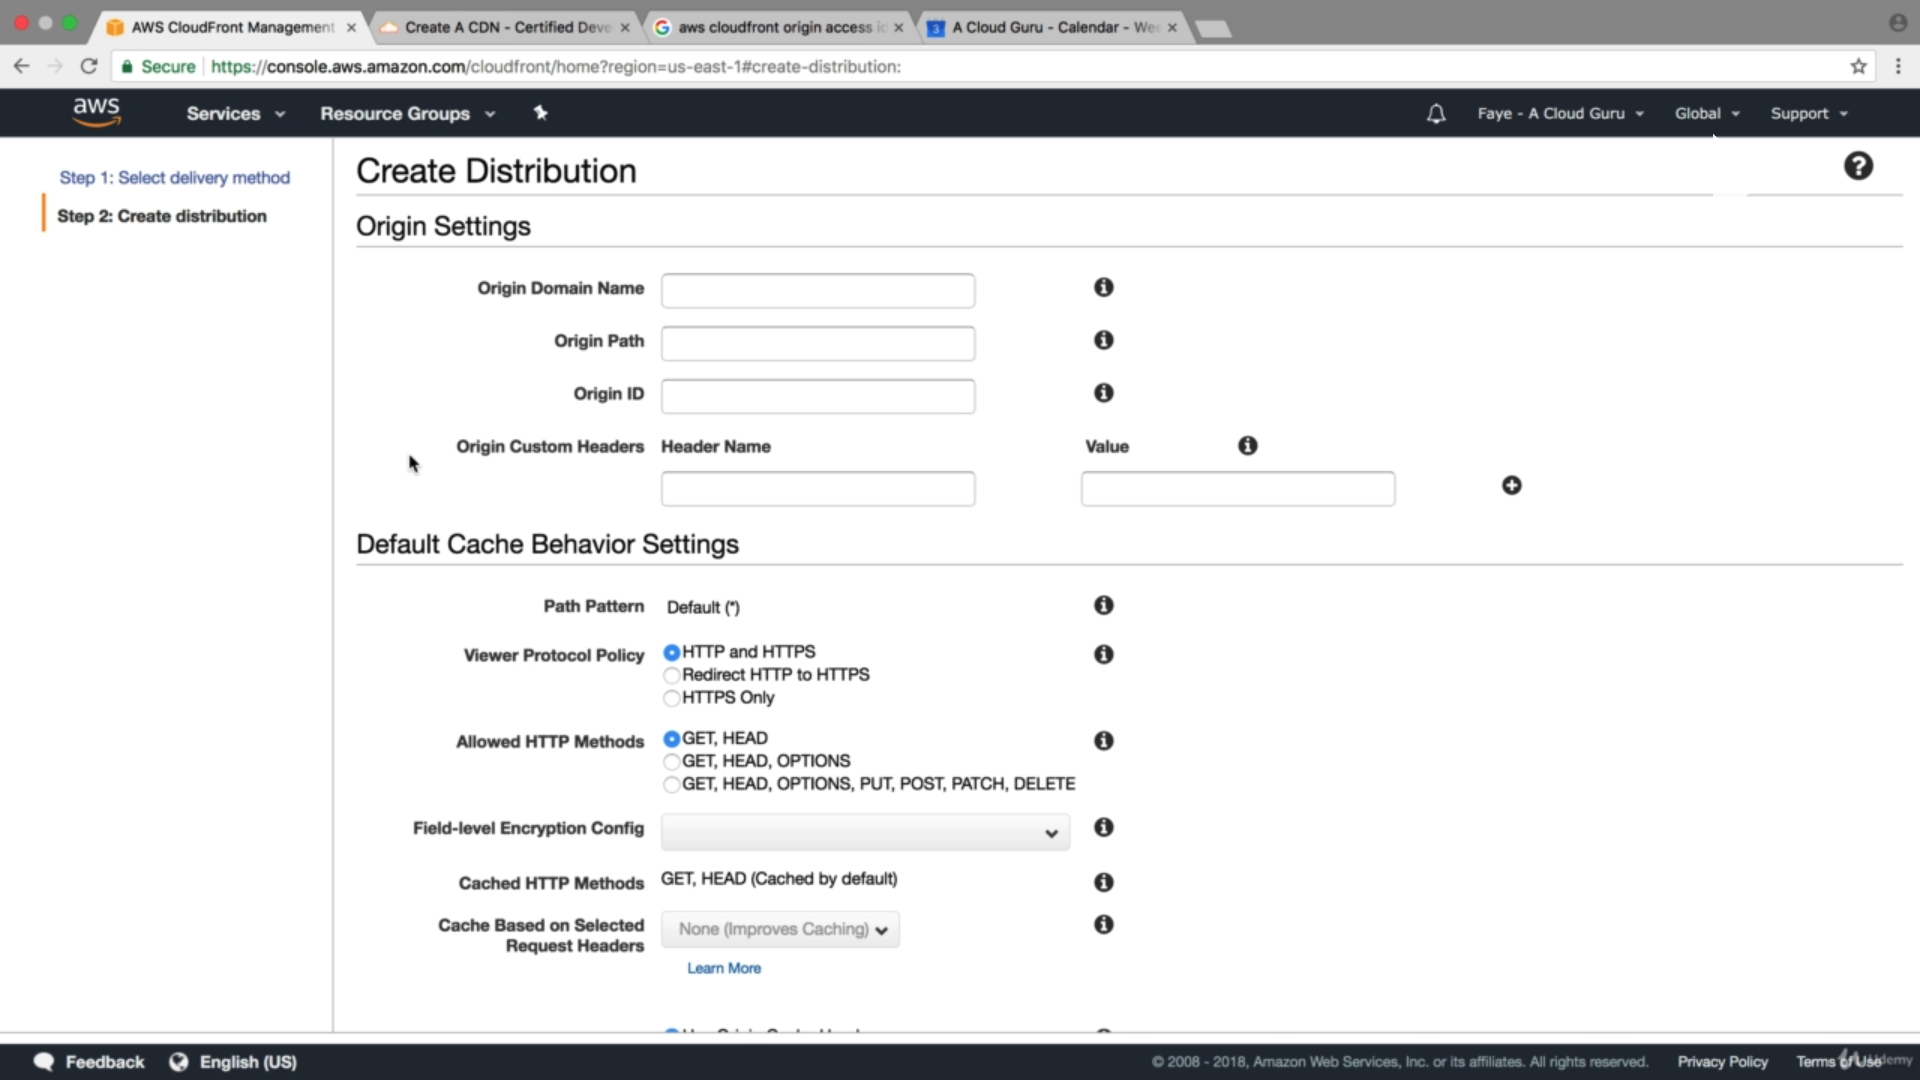 AWS CloudFront Management
Create A CDN - Certified Deve
aws cloudfront origin access id
A Cloud Guru - Calendar - Wee
Secure
https://console.aws.amazon.com/cloudfront/home?region=us-east-1#create-distribution:
aws
Services
Resource Groups
Faye - A Cloud Guru
Global
Support
Step 1: Select delivery method
Step 2: Create distribution
Create Distribution
Origin Settings
Origin Domain Name
Origin Path
Origin ID
Origin Custom Headers
Header Name
Value
Default Cache Behavior Settings
Path Pattern
Default (*)
Viewer Protocol Policy
HTTP and HTTPS
Redirect HTTP to HTTPS
HTTPS Only
Allowed HTTP Methods
GET, HEAD
GET, HEAD, OPTIONS
GET, HEAD, OPTIONS, PUT, POST, PATCH, DELETE
Field-level Encryption Config
Cached HTTP Methods
GET, HEAD (Cached by default)
Cache Based on Selected
Request Headers
None (Improves Caching)
Learn More
Feedback
English (US)
© 2008 - 2018, Amazon Web Services, Inc. or its affiliates. All rights reserved.
Privacy Policy
Terms of Use